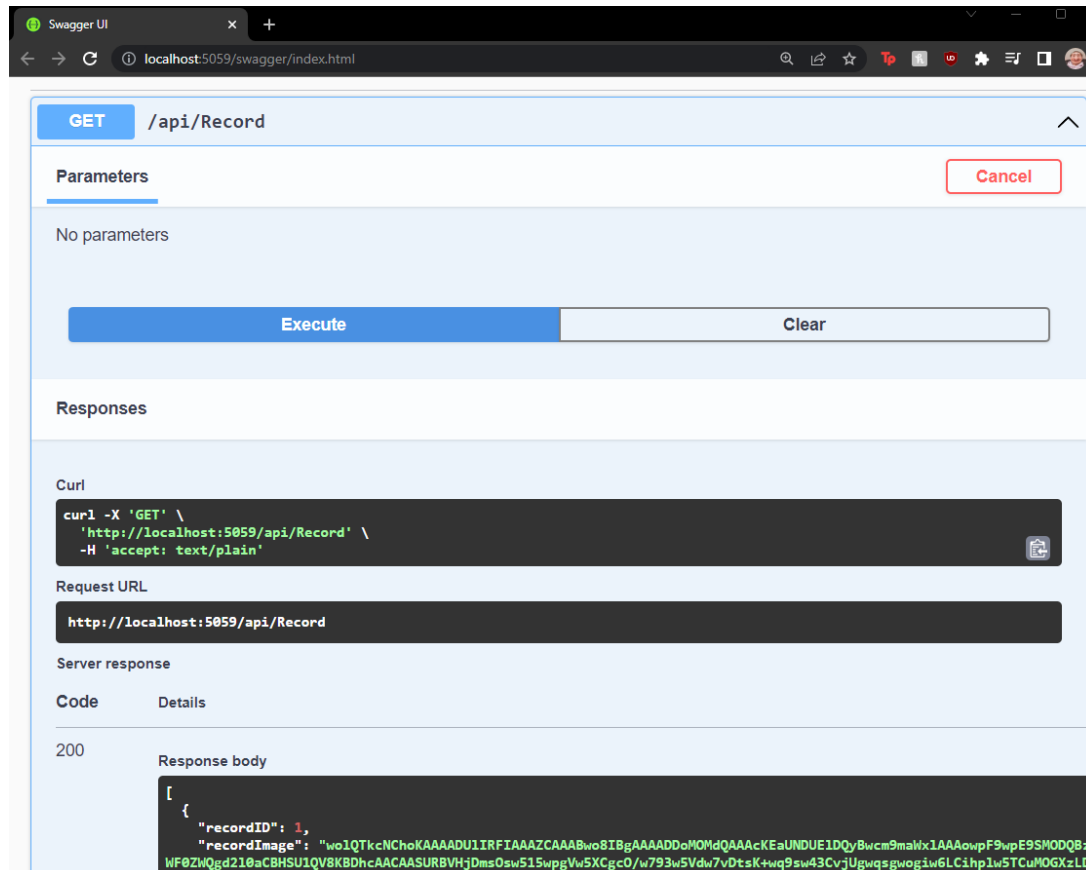 Swagger UI
localhost:5059/swagger/index.html
GET /api/Record
Parameters
Cancel
No parameters
Execute
Clear
Responses
Curl
curl -X 'GET' \
'http://localhost:5059/api/Record' \
-H 'accept: text/plain'
Request URL
http://localhost:5059/api/Record
Server response
Code Details
200
Response body
[
{
"recordID": 1,
"recordImage":